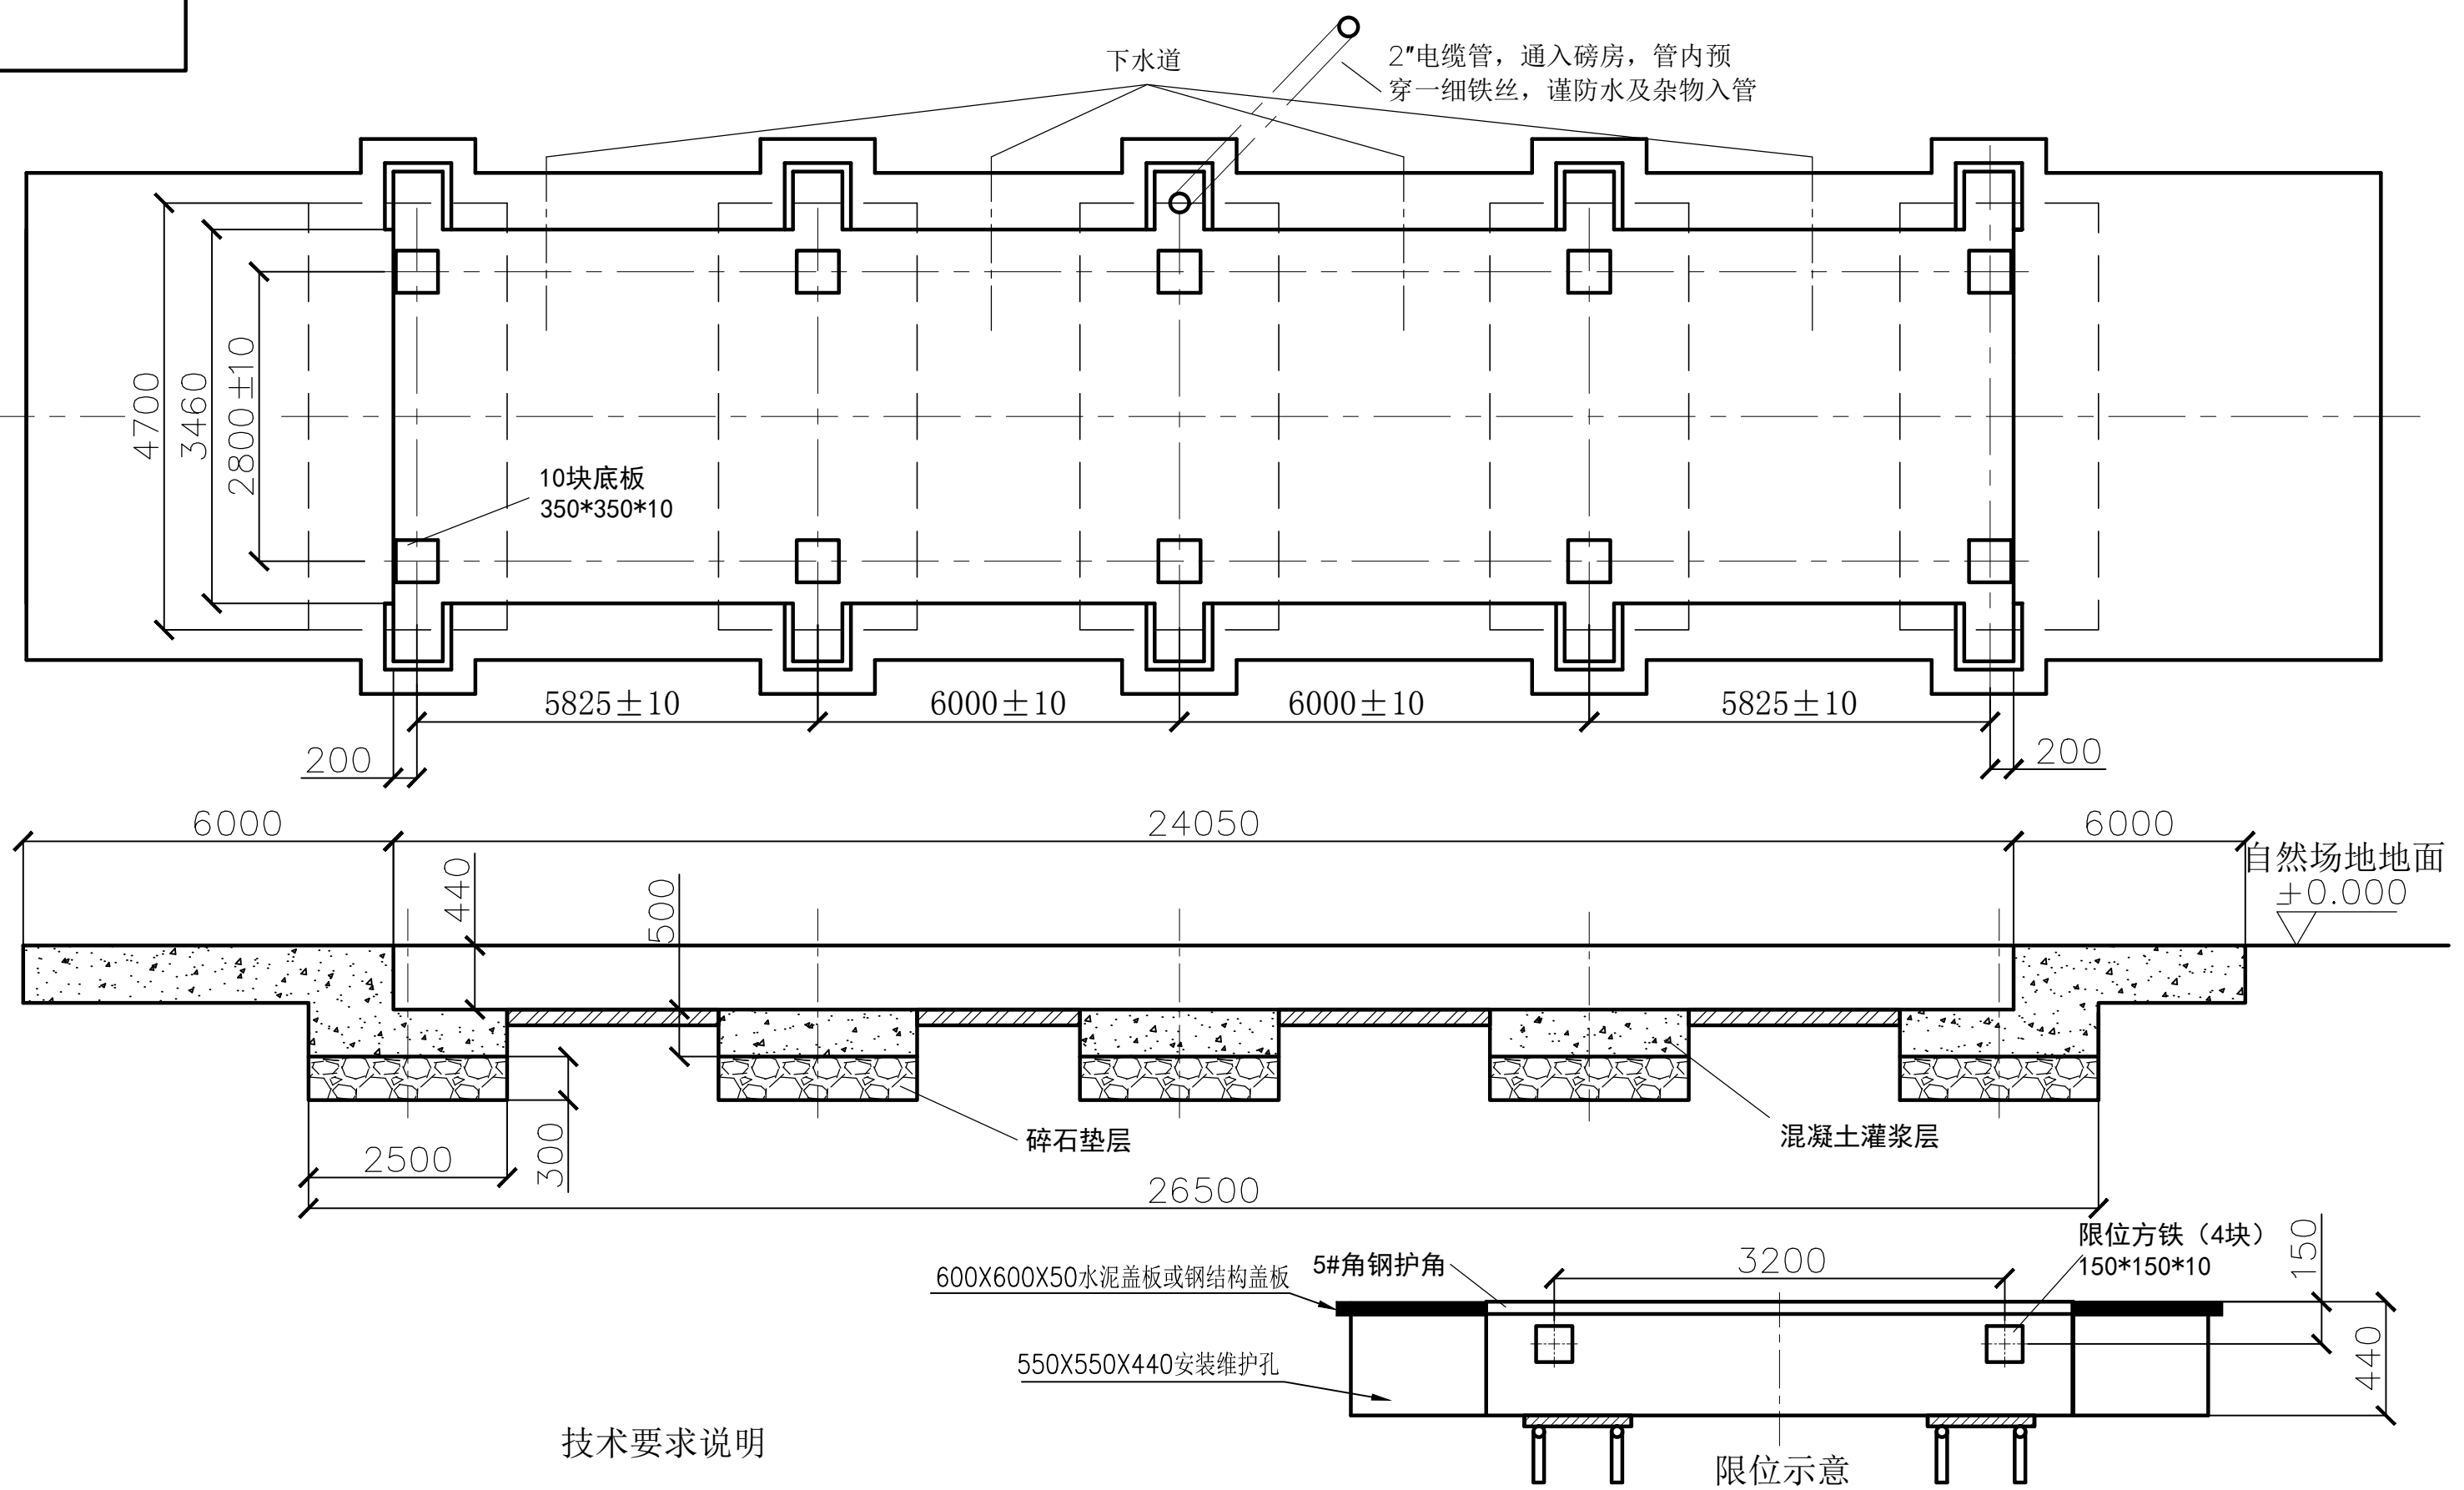 下水道
2"电缆管，通入磅房，管内预
穿一细铁丝，谨防水及杂物入管
4700
3460
2800±10
10块底板
350*350*10
5825±10
6000±10
6000±10
5825±10
200
200
6000
24050
6000
自然场地地面
±0.000
440
500
碎石垫层
混凝土灌浆层
2500
300
26500
限位方铁（4块）
150*150*10
150
5#角钢护角
3200
600X600X50水泥盖板或钢结构盖板
550X550X440安装维护孔
440
技术要求说明
限位示意